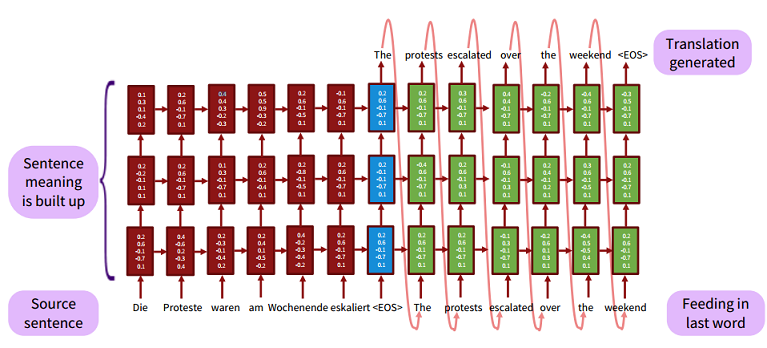 The protests escalated over the weekend <EOS>
Translation
generated
0.1 0.2 0.4 0.5 0.2 -0.1 0.2 0.2 0.3 0.4 -0.2 -0.4 -0.3
0.3 0.6 0.4 0.5 0.6 0.6 0.6 0.6 0.6 0.4 0.6 0.6 0.5
0.1 -0.1 0.3 0.9 -0.1 -0.1 -0.1 -0.1 -0.1 -0.1 -0.1 -0.1 -0.1
-0.4 -0.7 -0.2 -0.3 -0.5 -0.7 -0.7 -0.7 -0.7 -0.7 -0.7 -0.7 -0.7
0.2 0.1 -0.3 -0.2 0.1 0.1 0.1 0.1 0.1 0.1 0.1 0.1 0.1
Sentence
meaning
is built up
0.2 0.2 0.1 0.2 0.2 0.1 0.2 -0.4 0.2 -0.1 0.2 0.3 0.2
-0.2 0.6 0.3 0.6 -0.8 0.6 -0.1 0.6 0.6 0.6 0.4 0.6 0.6
-0.1 -0.1 -0.1 -0.1 -0.1 -0.1 -0.1 -0.1 -0.1 -0.1 -0.1 -0.1 -0.1
0.1 -0.7 -0.7 -0.4 -0.5 -0.7 -0.7 -0.7 0.3 0.3 0.2 -0.5 -0.7
0.1 0.1 0.1 0.1 0.1 0.1 0.1 0.1 0.1 0.1 0.1 0.1 0.1
0.2 0.4 0.2 0.2 0.4 0.2 0.2 0.2 0.2 -0.1 -0.2 -0.4 0.2
0.6 -0.6 -0.3 0.4 -0.2 0.6 0.6 0.6 0.6 0.3 0.6 0.5 0.6
-0.1 0.2 -0.1 0.1 -0.3 -0.1 -0.1 -0.1 -0.1 -0.1 0.1 -0.5 -0.1
-0.7 -0.3 -0.4 -0.5 -0.4 -0.7 -0.7 -0.7 -0.7 -0.7 0.3 0.4 -0.7
0.1 0.4 0.2 -0.2 -0.2 0.1 0.1 0.1 0.1 0.1 0.1 0.1 0.1
Source
sentence
Die Proteste waren am Wochenende eskaliert <EOS> The protests escalated over the weekend
Feeding in
last word